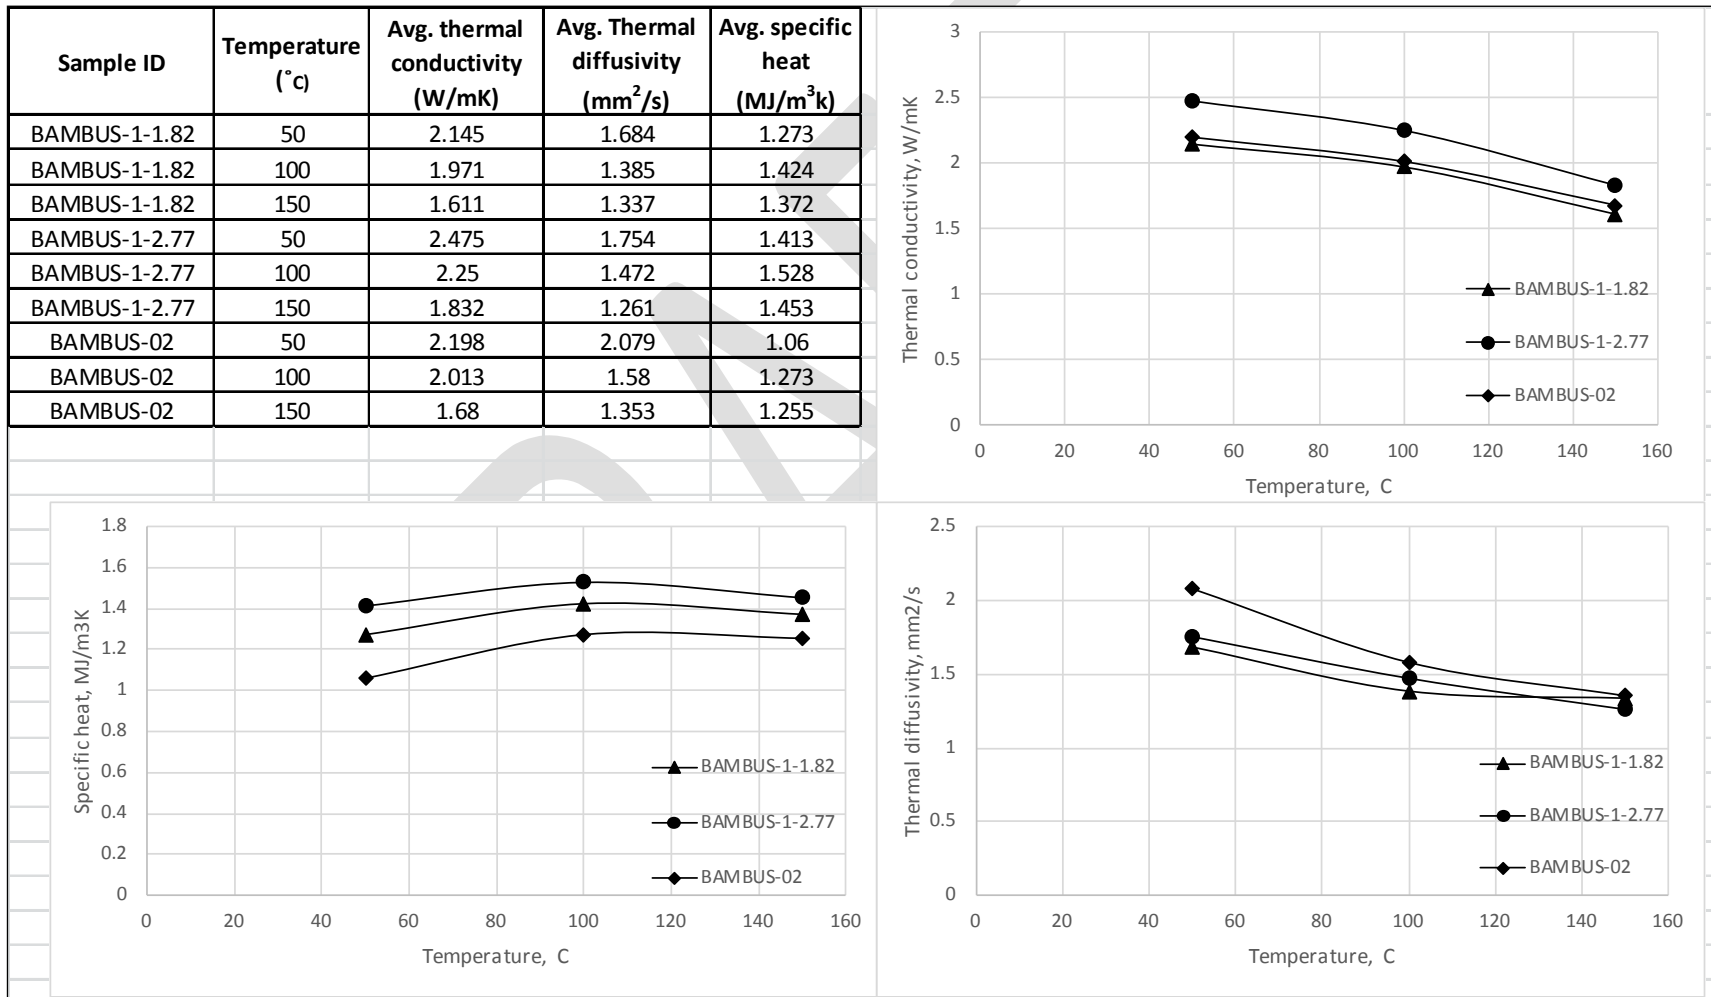 Sample ID Temperature (˚c) Avg. thermal conductivity (W/mK) Avg. Thermal diffusivity (mm²/s) Avg. specific heat (MJ/m³k)
BAMBUS-1-1.82 50 2.145 1.684 1.273
BAMBUS-1-1.82 100 1.971 1.385 1.424
BAMBUS-1-1.82 150 1.611 1.337 1.372
BAMBUS-1-2.77 50 2.475 1.754 1.413
BAMBUS-1-2.77 100 2.25 1.472 1.528
BAMBUS-1-2.77 150 1.832 1.261 1.453
BAMBUS-02 50 2.198 2.079 1.06
BAMBUS-02 100 2.013 1.58 1.273
BAMBUS-02 150 1.68 1.353 1.255
Thermal conductivity, W/mK
3
2.5
2
1.5
1
0.5
0
BAMBUS-1-1.82
BAMBUS-1-2.77
BAMBUS-02
0 20 40 60 80 100 120 140 160
Temperature, C
Specific heat, MJ/m3K
1.8
1.6
1.4
1.2
1
0.8
0.6
0.4
0.2
0
BAMBUS-1-1.82
BAMBUS-1-2.77
BAMBUS-02
0 20 40 60 80 100 120 140 160
Temperature, C
Thermal diffusivity, mm2/s
2.5
2
1.5
1
0.5
0
BAMBUS-1-1.82
BAMBUS-1-2.77
BAMBUS-02
0 20 40 60 80 100 120 140 160
Temperature, C